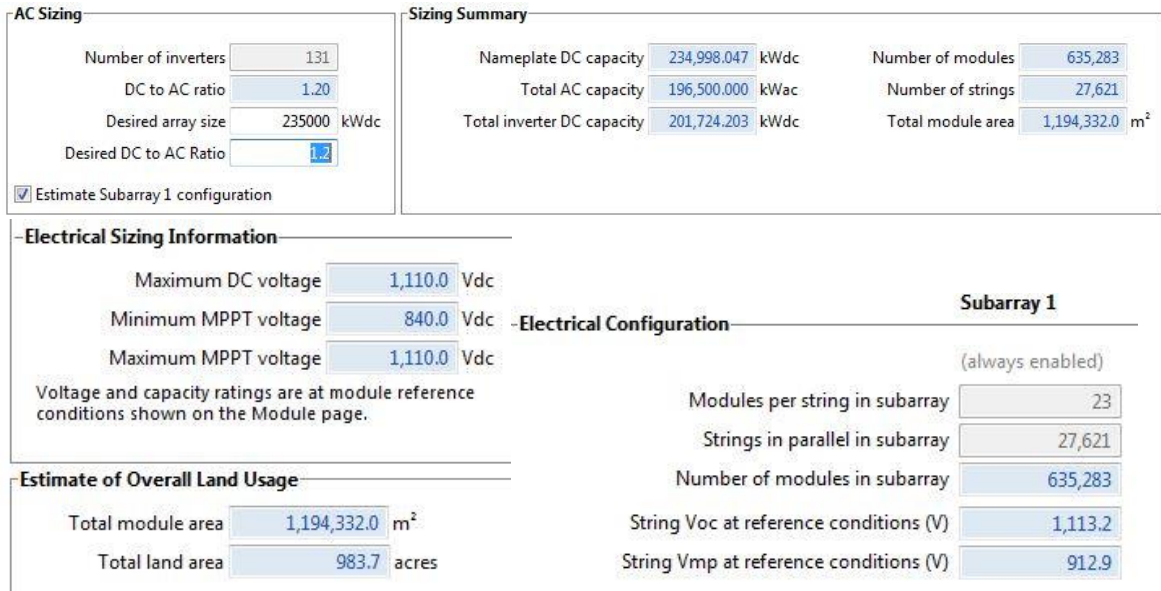 AC Sizing
Number of inverters 131
DC to AC ratio 1.20
Desired array size 235000 kWdc
Desired DC to AC Ratio 1.2
Estimate Subarray 1 configuration
Sizing Summary
Nameplate DC capacity 234,998.047 kWdc Number of modules 635,283
Total AC capacity 196,500.000 kWac Number of strings 27,621
Total inverter DC capacity 201,724.203 kWdc Total module area 1,194,332.0 m²
Electrical Sizing Information
Maximum DC voltage 1,110.0 Vdc
Minimum MPPT voltage 840.0 Vdc
Maximum MPPT voltage 1,110.0 Vdc
Voltage and capacity ratings are at module reference
conditions shown on the Module page.
Estimate of Overall Land Usage
Total module area 1,194,332.0 m²
Total land area 983.7 acres
Subarray 1
Electrical Configuration
(always enabled)
Modules per string in subarray 23
Strings in parallel in subarray 27,621
Number of modules in subarray 635,283
String Voc at reference conditions (V) 1,113.2
String Vmp at reference conditions (V) 912.9